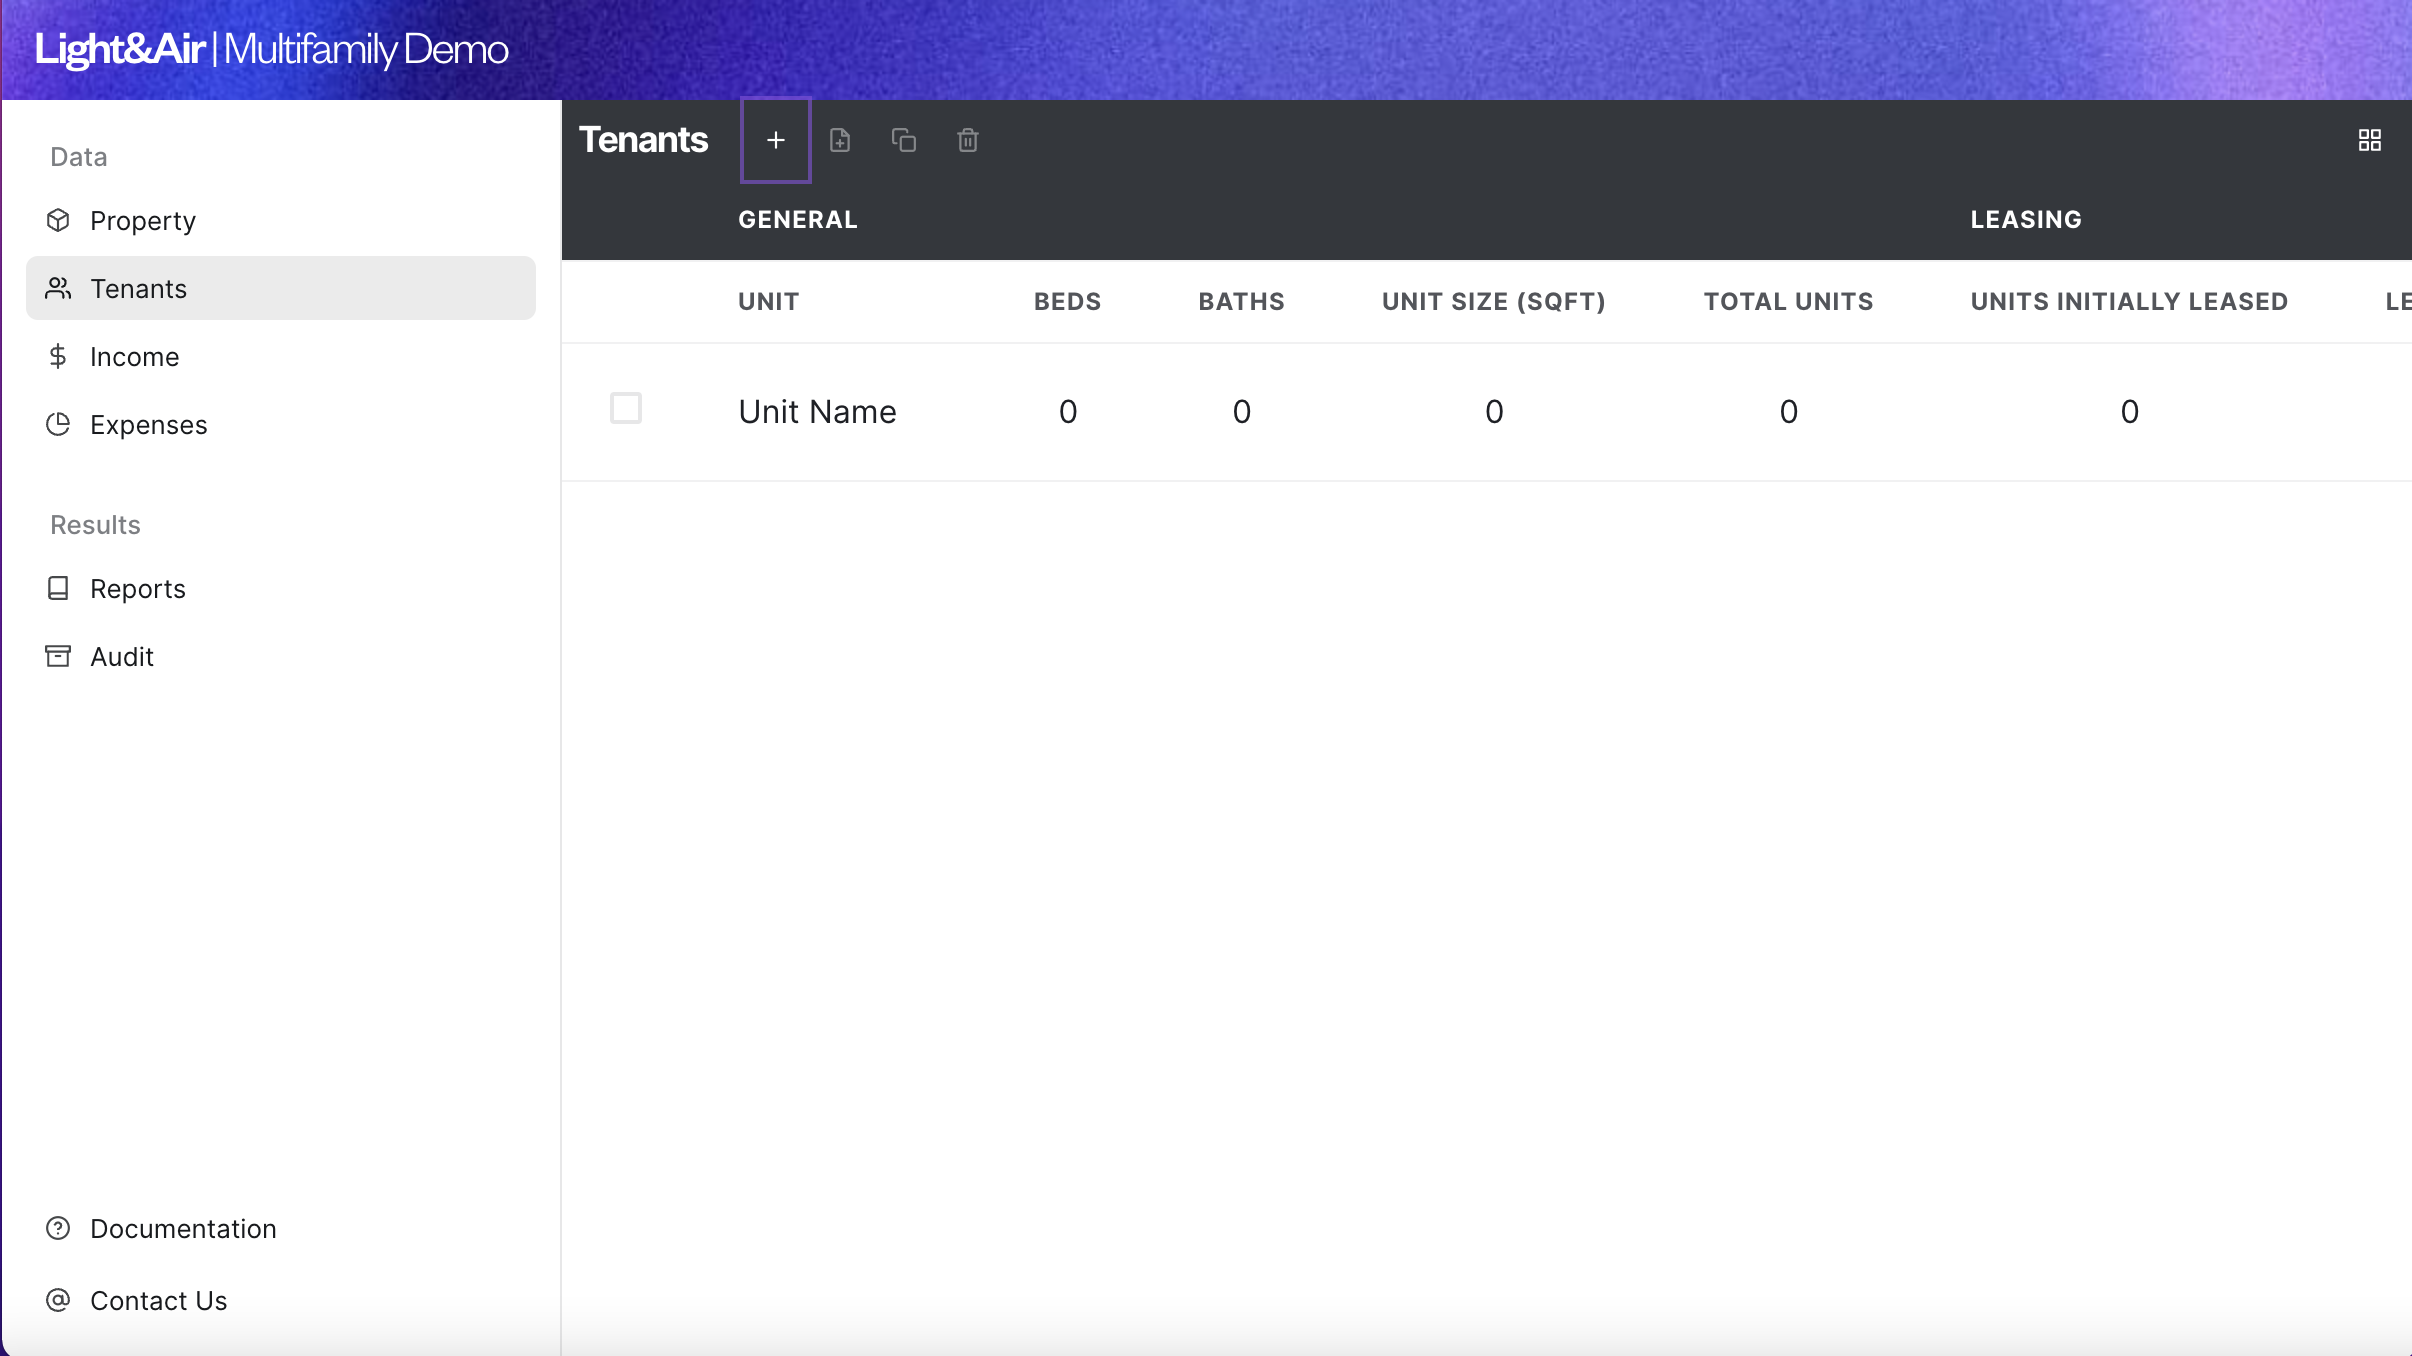 Light&Air | Multifamily Demo
Data
Property
Tenants
Income
Expenses
Results
Reports
Audit
Documentation
Contact Us
Tenants
GENERAL LEASING
UNIT BEDS BATHS UNIT SIZE (SQFT) TOTAL UNITS UNITS INITIALLY LEASED LE
Unit Name 0 0 0 0 0